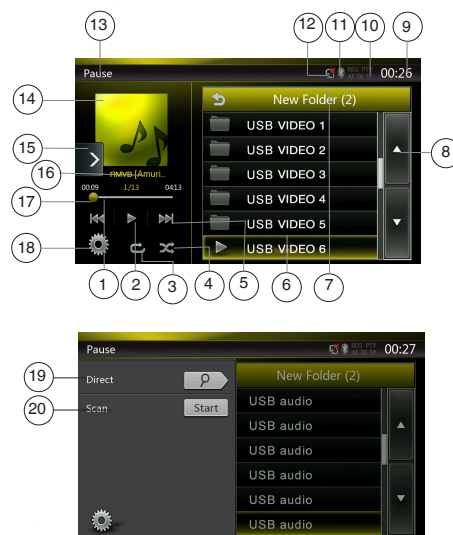 12 11 10 9
13
Pause REG PTY 00:26
AF TA TP
14 New Folder (2)
USB VIDEO 1
USB VIDEO 2
15 8
16 USB VIDEO 3
RMVB [Amuri..
00:09 1/13 04:13
17 USB VIDEO 4
USB VIDEO 5
18 USB VIDEO 6
1 2 3 4 5 6 7
Pause REG PTY 00:27
AF TA TP
19 Direct New Folder (2)
20 Scan Start USB audio
USB audio
USB audio
USB audio
USB audio
USB audio